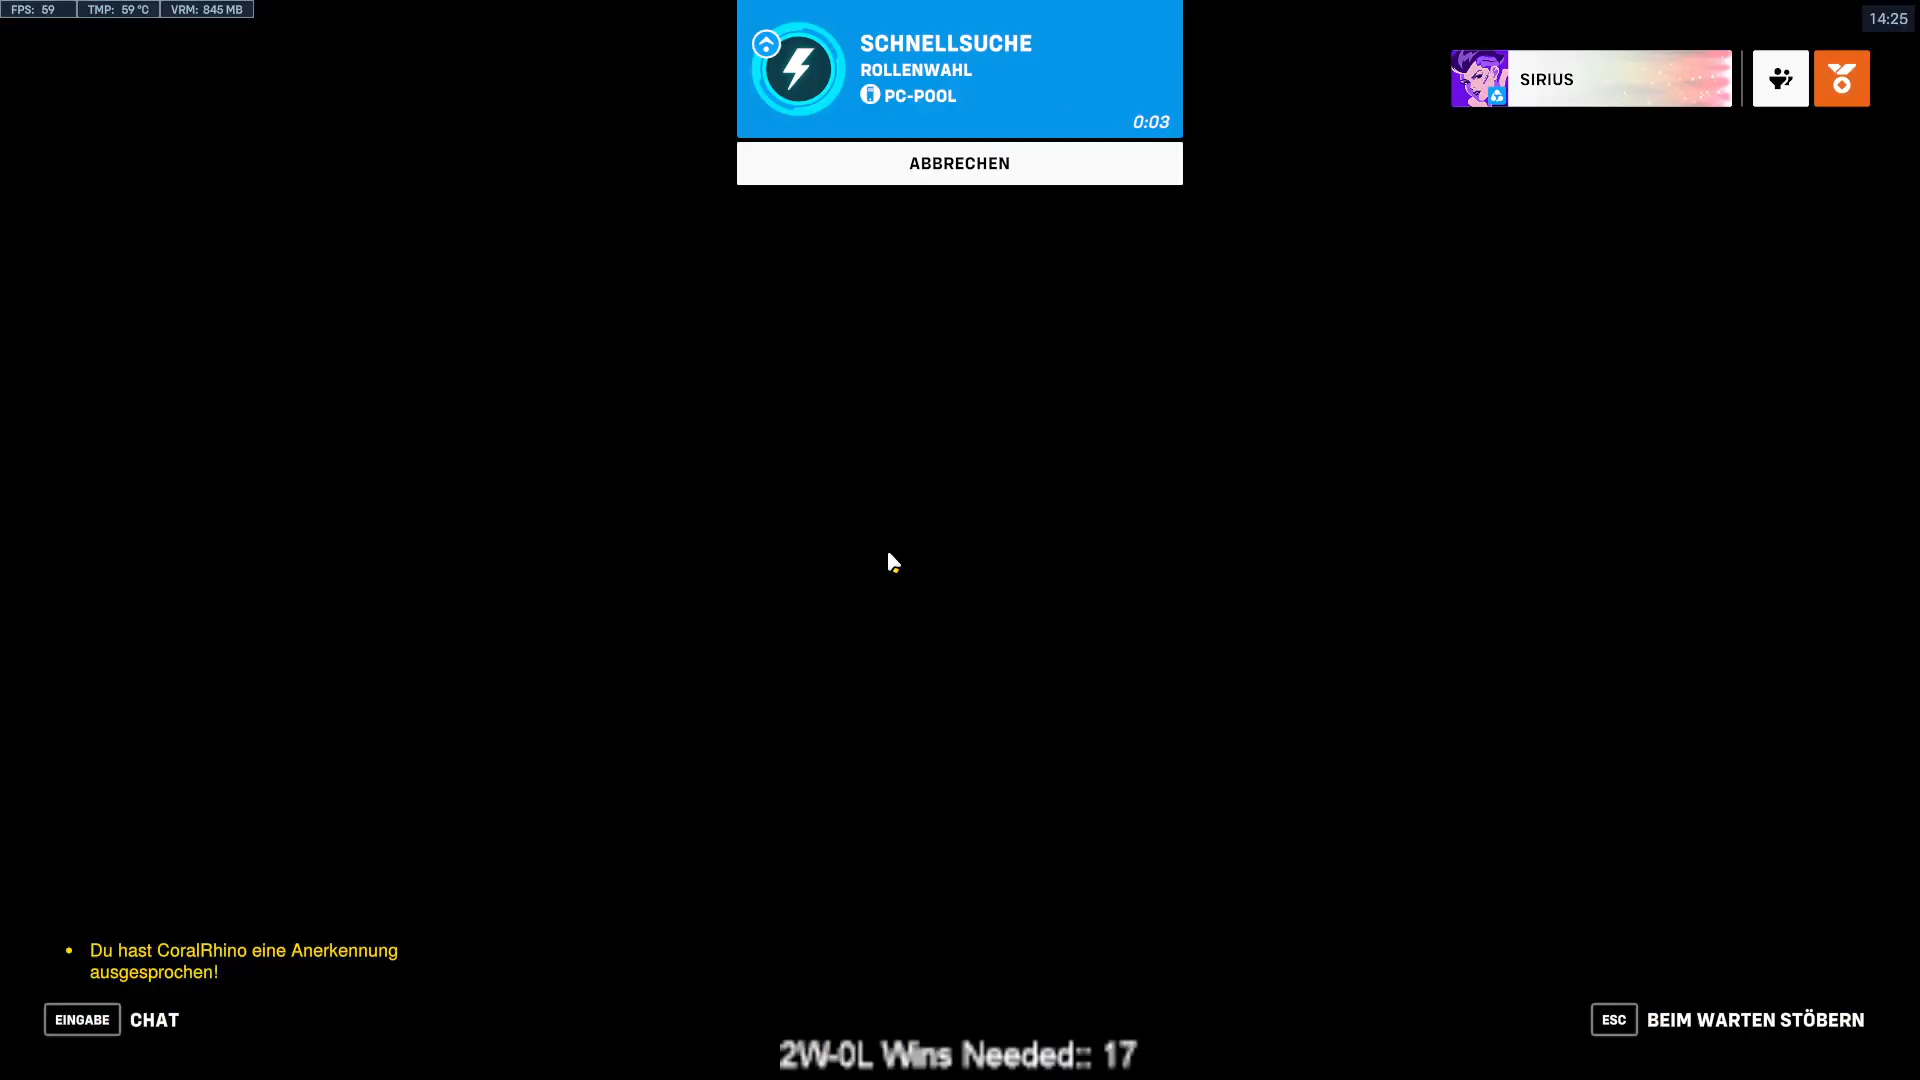 FPS: 59 TMP: 59 °C VRM: 845 MB
14:25
SCHNELLSUCHE
ROLLENWAHL
PC-POOL
0:03
ABBRECHEN
SIRIUS
Du hast CoralRhino eine Anerkennung
ausgesprochen!
EINGABE CHAT
ESC BEIM WARTEN STÖBERN
2W-0L Wins Needed:: 17